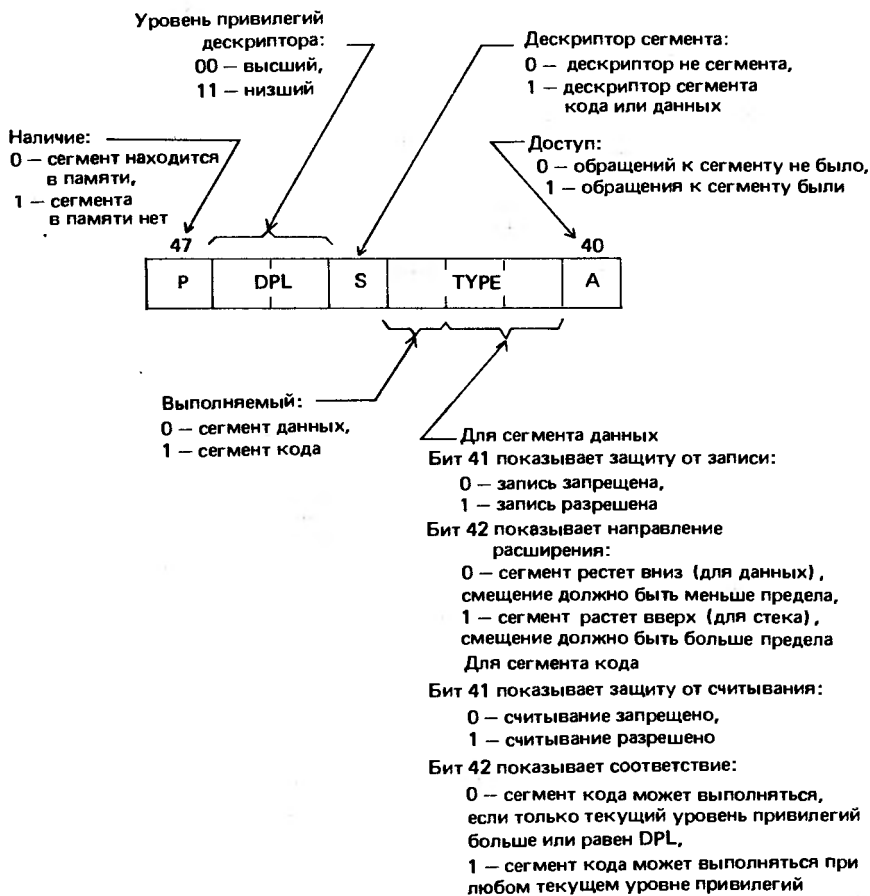 Уровень привилегий
дескриптора:
00 — высший,
11 — низший
Дескриптор сегмента:
0 — дескриптор не сегмента,
1 — дескриптор сегмента
кода или данных
Наличие:
0 — сегмент находится
в памяти,
1 — сегмента
в памяти нет
Доступ:
0 — обращений к сегменту не было,
1 — обращения к сегменту были
47
40
P DPL S TYPE A
Выполняемый:
0 — сегмент данных,
1 — сегмент кода
Для сегмента данных
Бит 41 показывает защиту от записи:
0 — запись запрещена,
1 — запись разрешена
Бит 42 показывает направление
расширения:
0 — сегмент рестет вниз (для данных),
смещение должно быть меньше предела,
1 — сегмент растет вверх (для стека),
смещение должно быть больше предела
Для сегмента кода
Бит 41 показывает защиту от считывания:
0 — считывание запрещено,
1 — считывание разрешено
Бит 42 показывает соответствие:
0 — сегмент кода может выполняться,
если только текущий уровень привилегий
больше или равен DPL,
1 — сегмент кода может выполняться при
любом текущем уровне привилегий